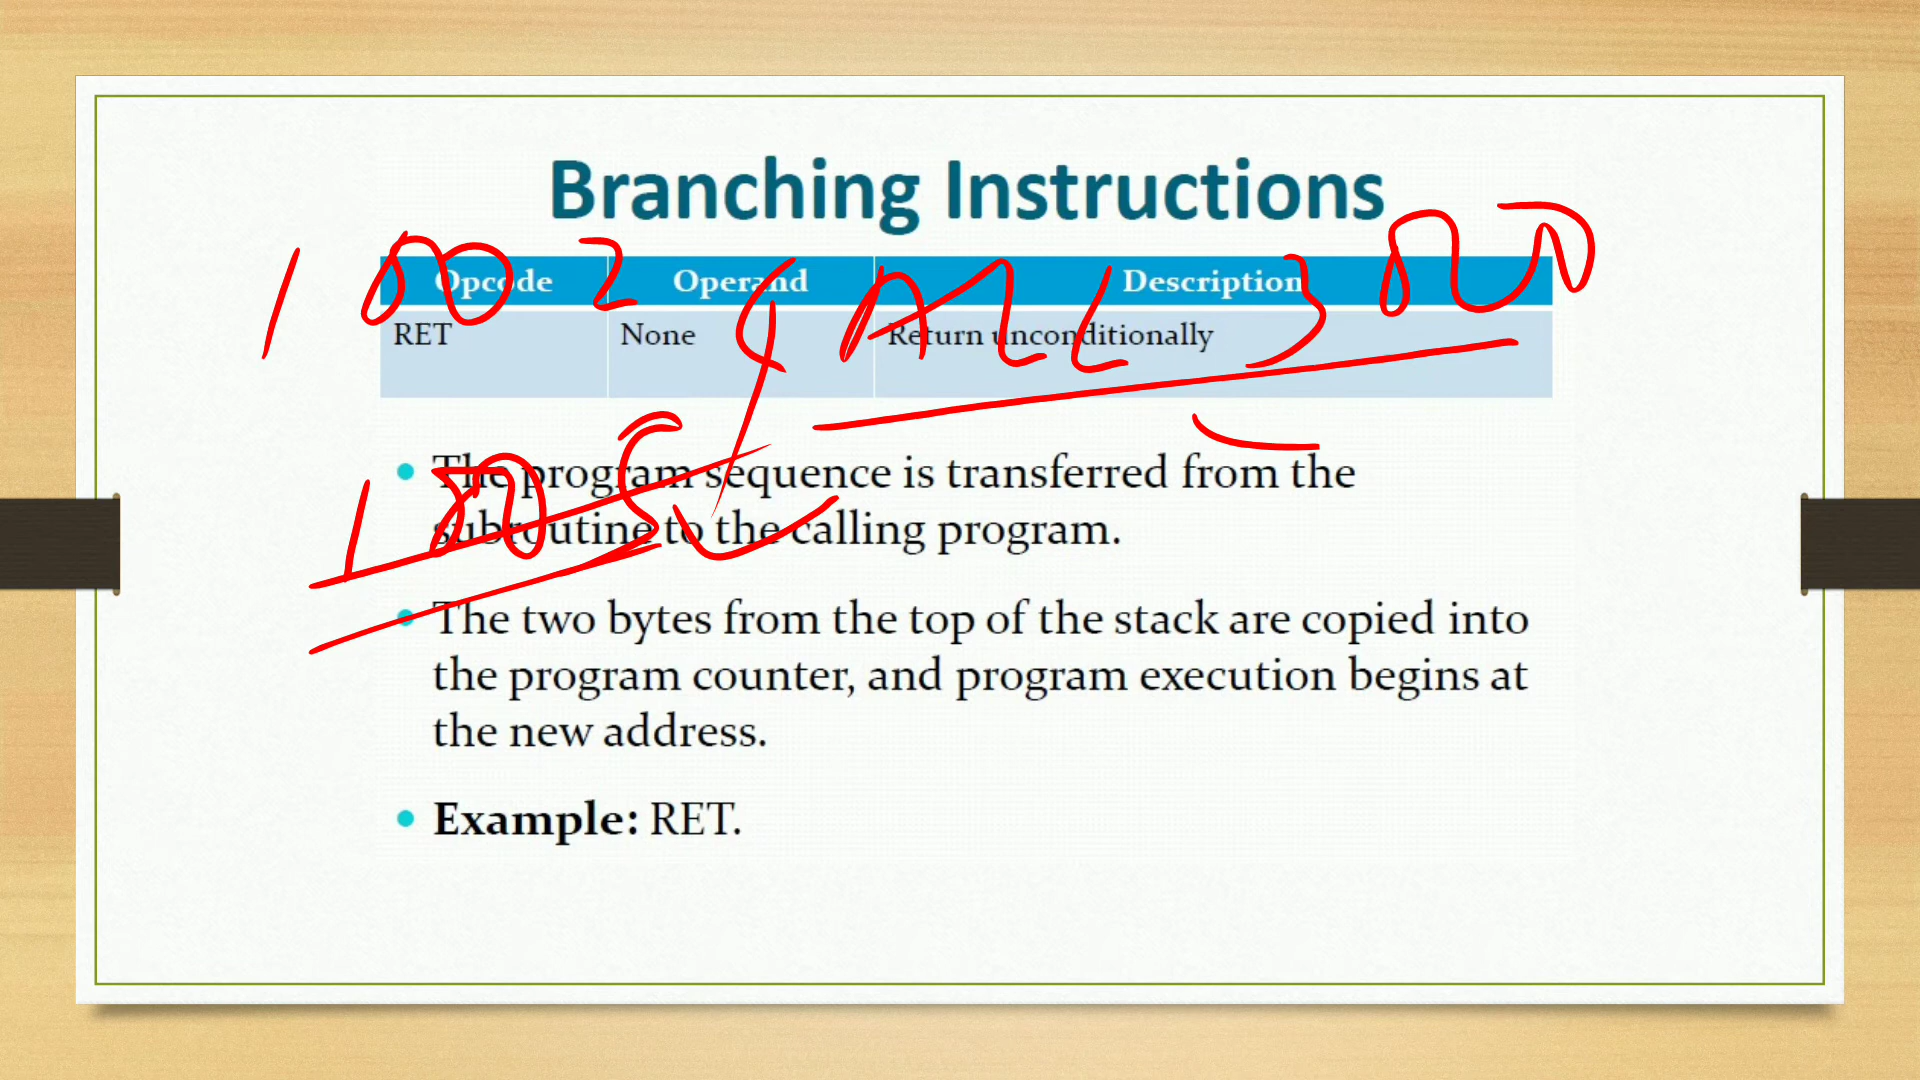 Branching Instructions
1002 CALL 3000
Opcode Operand Description
RET None Return unconditionally
1005
The program sequence is transferred from the
subroutine to the calling program.
The two bytes from the top of the stack are copied into
the program counter, and program execution begins at
the new address.
Example: RET.